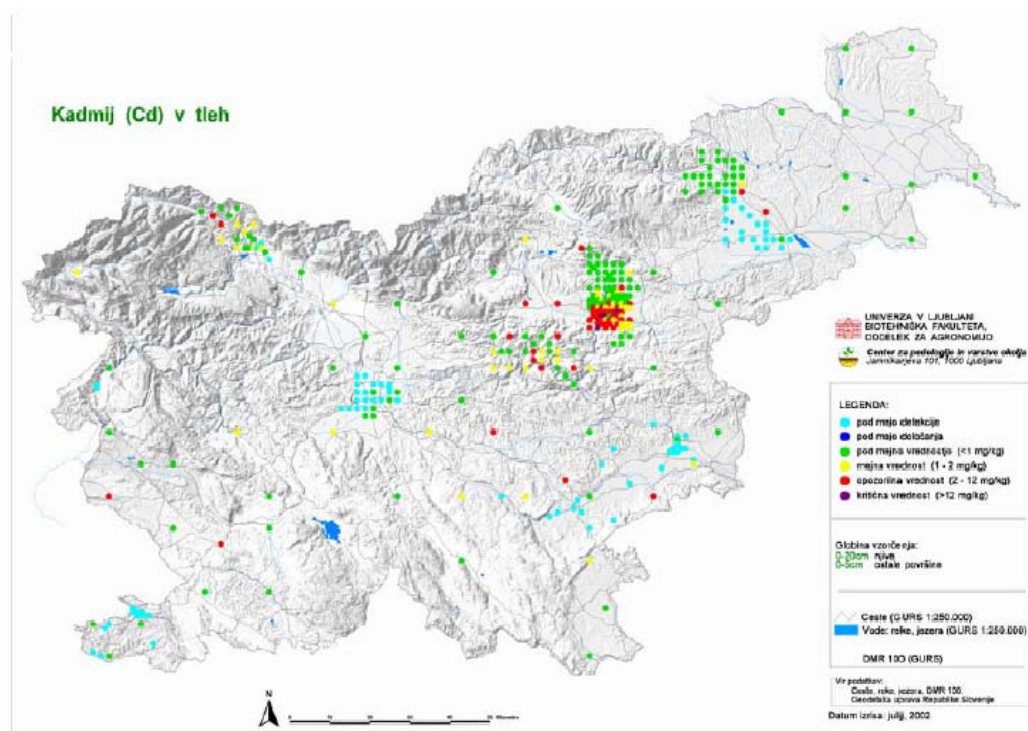 Kadmij (Cd) v tleh
UNIVERZA V LJUBLJANI
BIOTEHNIŠKA FAKULTETA,
ODDELEK ZA AGRONOMIJO
Center za pedologijo in varstvo okolja
Jamnikarjeva 101, 1000 Ljubljana
LEGENDA:
pod mejo detekcije
pod mejo določanja
pod mejno vrednostjo (<1 mg/kg)
mejna vrednost (1 - 2 mg/kg)
opozorilna vrednost (2 - 12 mg/kg)
kritična vrednost (>12 mg/kg)
Globina vzorčenja:
0-20cm njive
0-5cm ostale površine
Ceste (GURS 1:250.000)
Vode: reke, jezera (GURS 1:250.000)
DMR 100 (GURS)
Vir podatkov:
Ceste, reke, jezera, DMR 100:
Geodetska uprava Republike Slovenije
Datum izrisa: julij, 2002
N